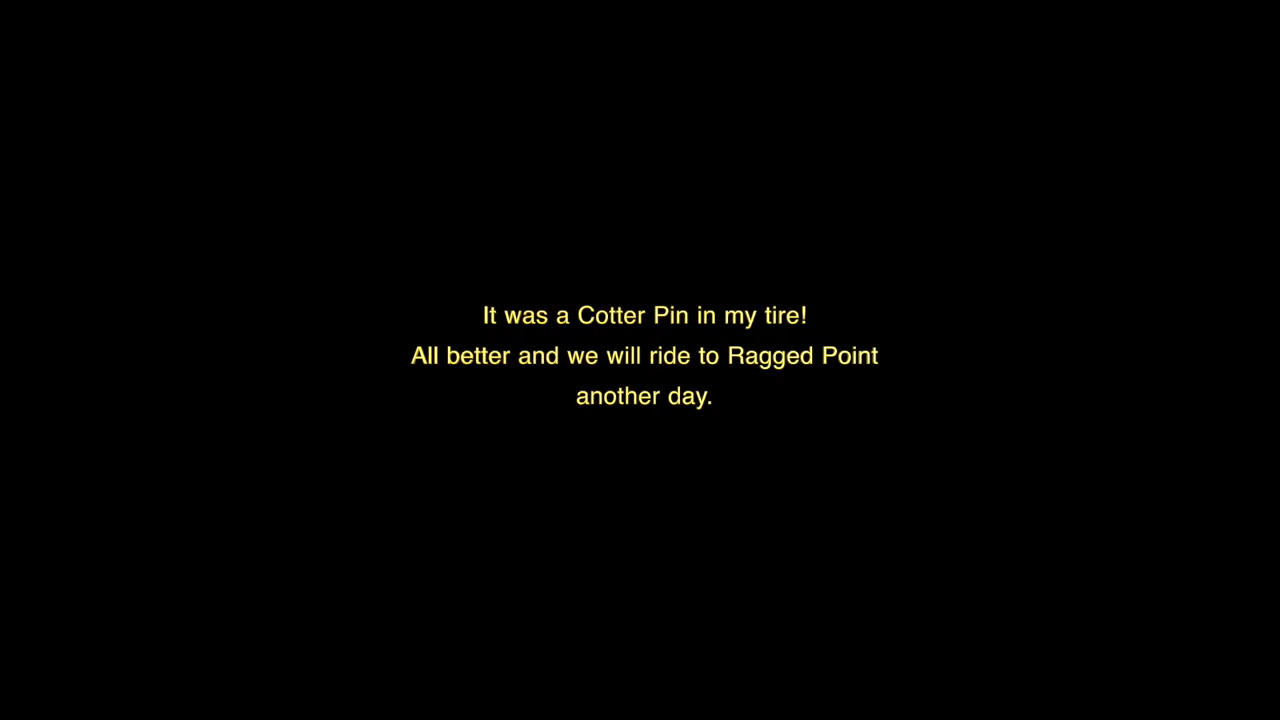 It was a Cotter Pin in my tire!
All better and we will ride to Ragged Point
another day.